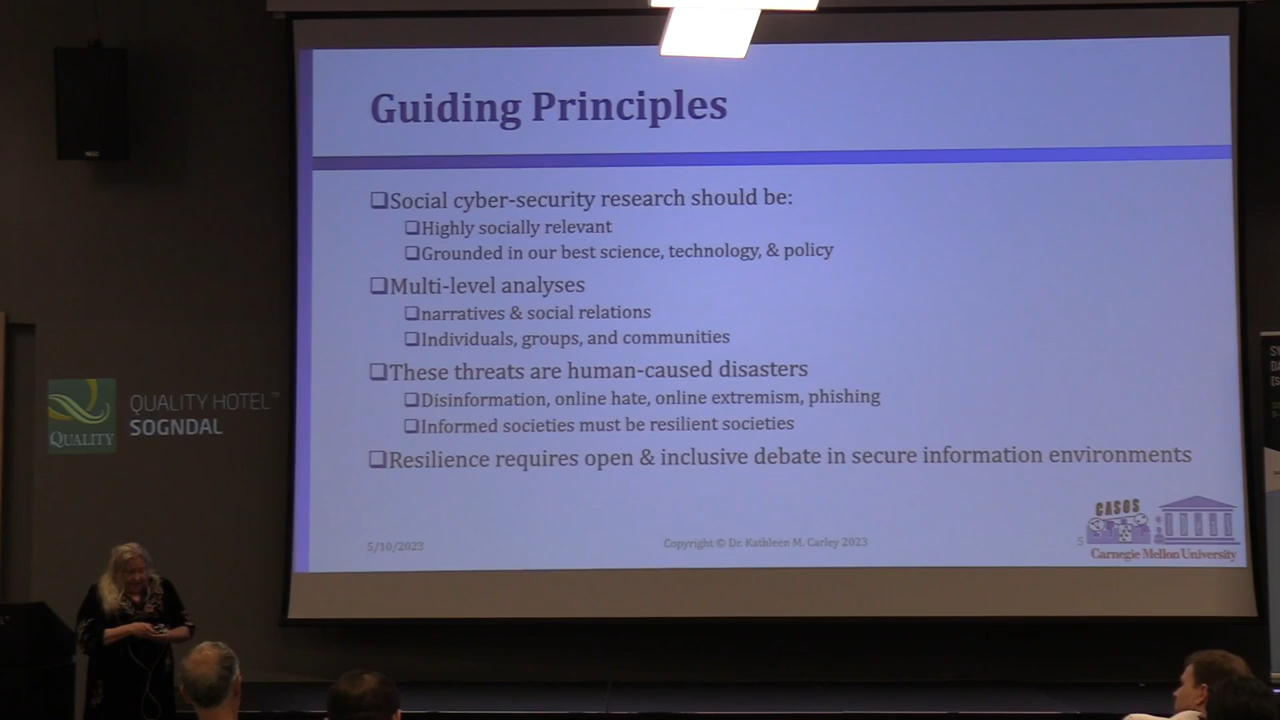 Guiding Principles
❑Social cyber-security research should be:
❑Highly socially relevant
❑Grounded in our best science, technology, & policy
❑Multi-level analyses
❑narratives & social relations
❑Individuals, groups, and communities
❑These threats are human-caused disasters
❑Disinformation, online hate, online extremism, phishing
❑Informed societies must be resilient societies
❑Resilience requires open & inclusive debate in secure information environments
5/10/2023
Copyright © Dr. Kathleen M. Carley 2023
5
CASOS
Carnegie Mellon University
QUALITY
QUALITY HOTEL™
SOGNDAL